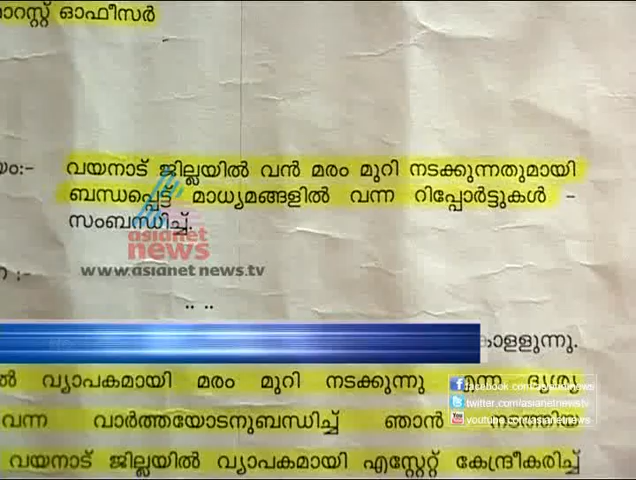 ഓഫീസർ
വയനാട് ജില്ലയിൽ വൻ മരം മുറി നടക്കുന്നതുമായി
ബന്ധപ്പെട്ട് മാധ്യമങ്ങളിൽ വന്ന റിപ്പോർട്ടുകൾ –
സംബന്ധിച്ച്.
asianet
news
www.asianetnews.tv
.. ..
വ്യാപകമായി മരം മുറി നടക്കുന്നു എന്ന
facebook.com/asianetnews
twitter.com/asianetnewstv
വന്ന വാർത്തയോടനുബന്ധിച്ച് ഞാൻ
youtube.com/asianetnews
വയനാട് ജില്ലയിൽ വ്യാപകമായി എസ്റ്റേറ്റ് കേന്ദ്രീകരിച്ച്